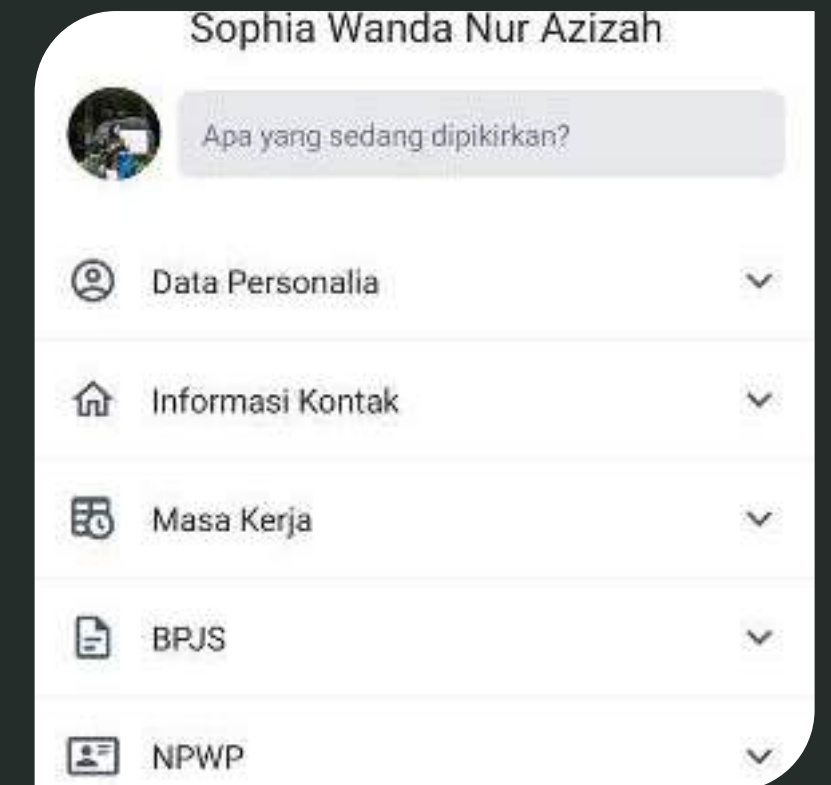 Sophia Wanda Nur Azizah
Apa yang sedang dipikirkan?
Data Personalia
Informasi Kontak
Masa Kerja
BPJS
NPWP